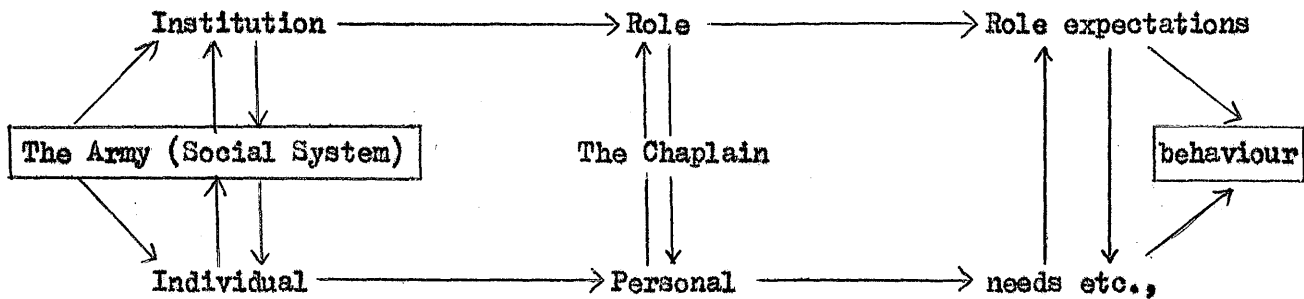 Institution Role Role expectations
The Army (Social System) The Chaplain behaviour
Individual Personal needs etc.,